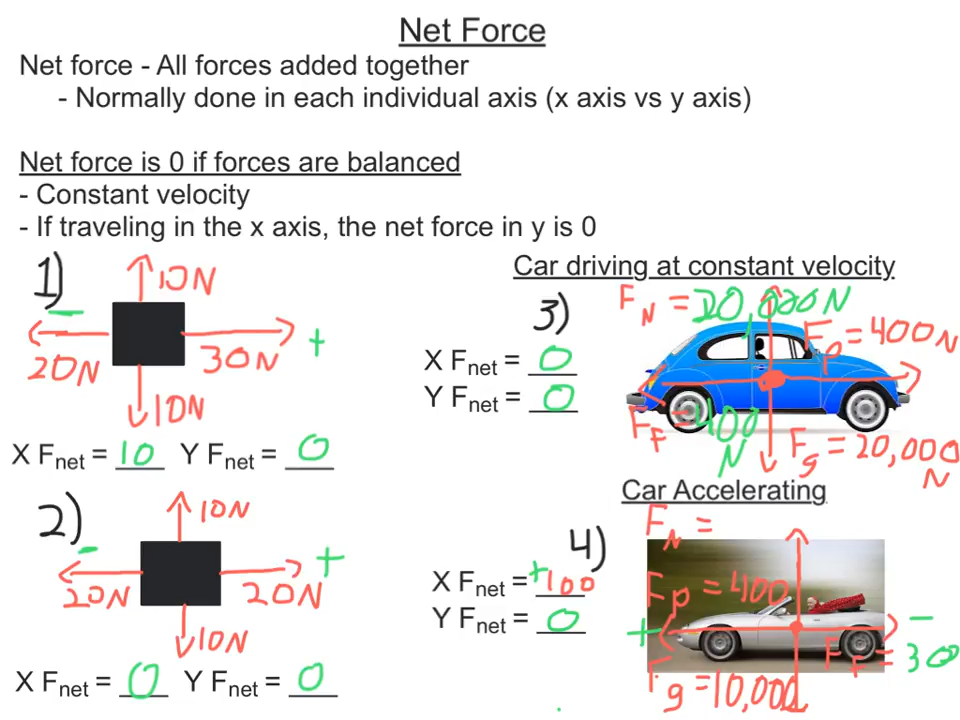 Net Force
Net force - All forces added together
- Normally done in each individual axis (x axis vs y axis)
Net force is 0 if forces are balanced
- Constant velocity
- If traveling in the x axis, the net force in y is 0
1)
10N
-
20N
30N
+
10N
X Fnet = 10 Y Fnet = 0
2)
10N
-
+
20N
20N
10N
X Fnet = 0 Y Fnet = 0
Car driving at constant velocity
3)
FN = 20,000N
Fp = 400N
X Fnet = 0
Y Fnet = 0
FF = 400
N
Fg = 20,000
N
Car Accelerating
4)
FN =
X Fnet = +100
Y Fnet = 0
Fp = 400
+
-
FF = 30
Fg = 10,000